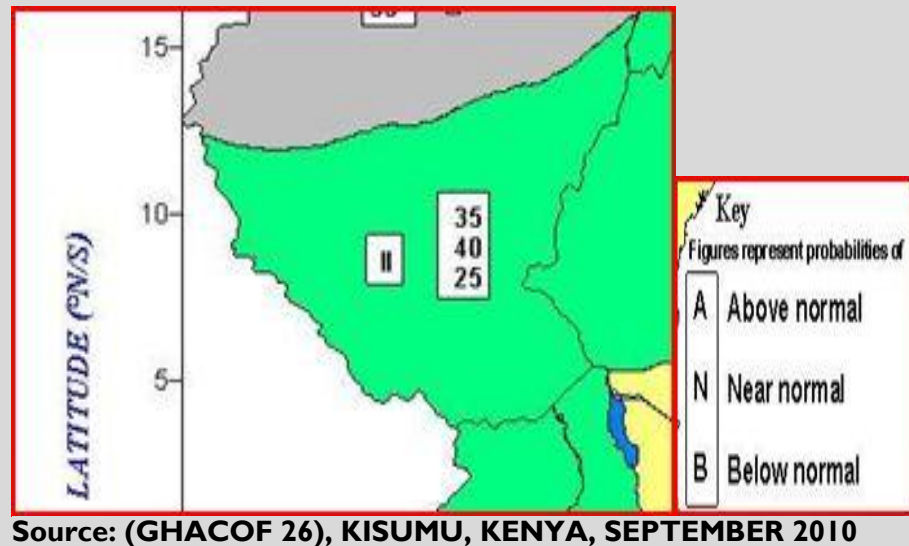 15
10
5
LATITUDE (ºN/S)
II
35
40
25
Key
Figures represent probabilities of
A Above normal
N Near normal
B Below normal
Source: (GHACOF 26), KISUMU, KENYA, SEPTEMBER 2010